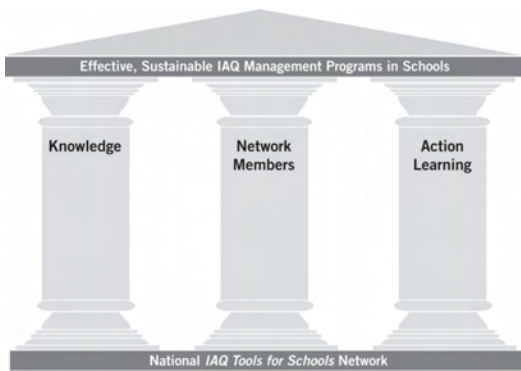 Effective, Sustainable IAQ Management Programs in Schools
Knowledge
Network
Members
Action
Learning
National IAQ Tools for Schools Network